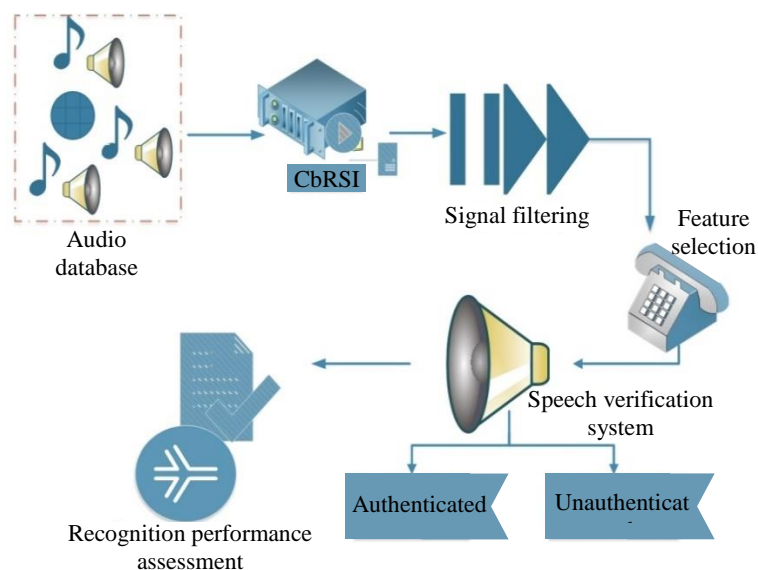 Audio
database
CbRSI
Signal filtering
Feature
selection
Speech verification
system
Authenticated
Unauthenticat
Recognition performance
assessment